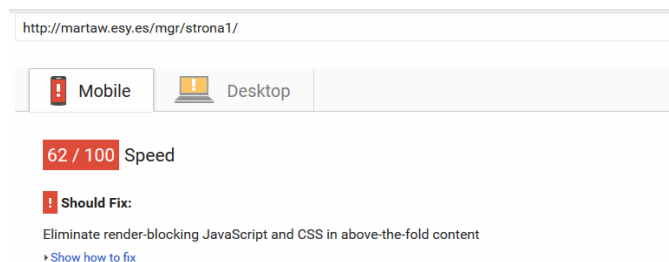 http://martaw.esy.es/mgr/strona1/
! Mobile
! Desktop
62 / 100 Speed
! Should Fix:
Eliminate render-blocking JavaScript and CSS in above-the-fold content
Show how to fix